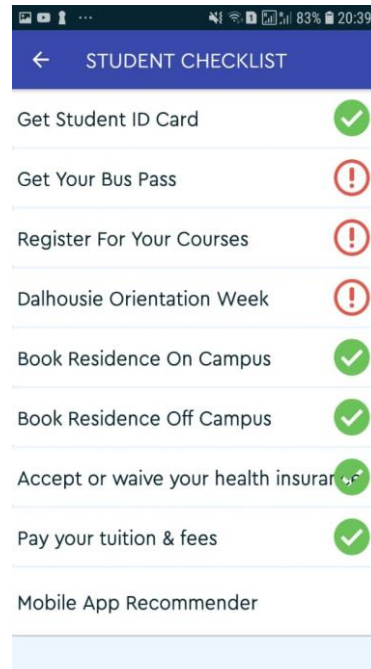 83% 20:39
STUDENT CHECKLIST
Get Student ID Card
Get Your Bus Pass
Register For Your Courses
Dalhousie Orientation Week
Book Residence On Campus
Book Residence Off Campus
Accept or waive your health insurance
Pay your tuition & fees
Mobile App Recommender